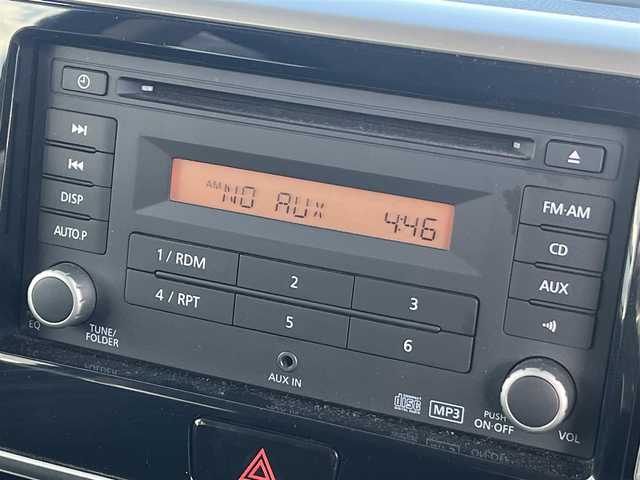 AM NO AUX 4:46
DISP
AUTO.P
EQ
TUNE/
FOLDER
1 / RDM
2
3
4 / RPT
5
6
AUX IN
FM·AM
CD
AUX
disc
MP3
PUSH
ON·OFF
VOL